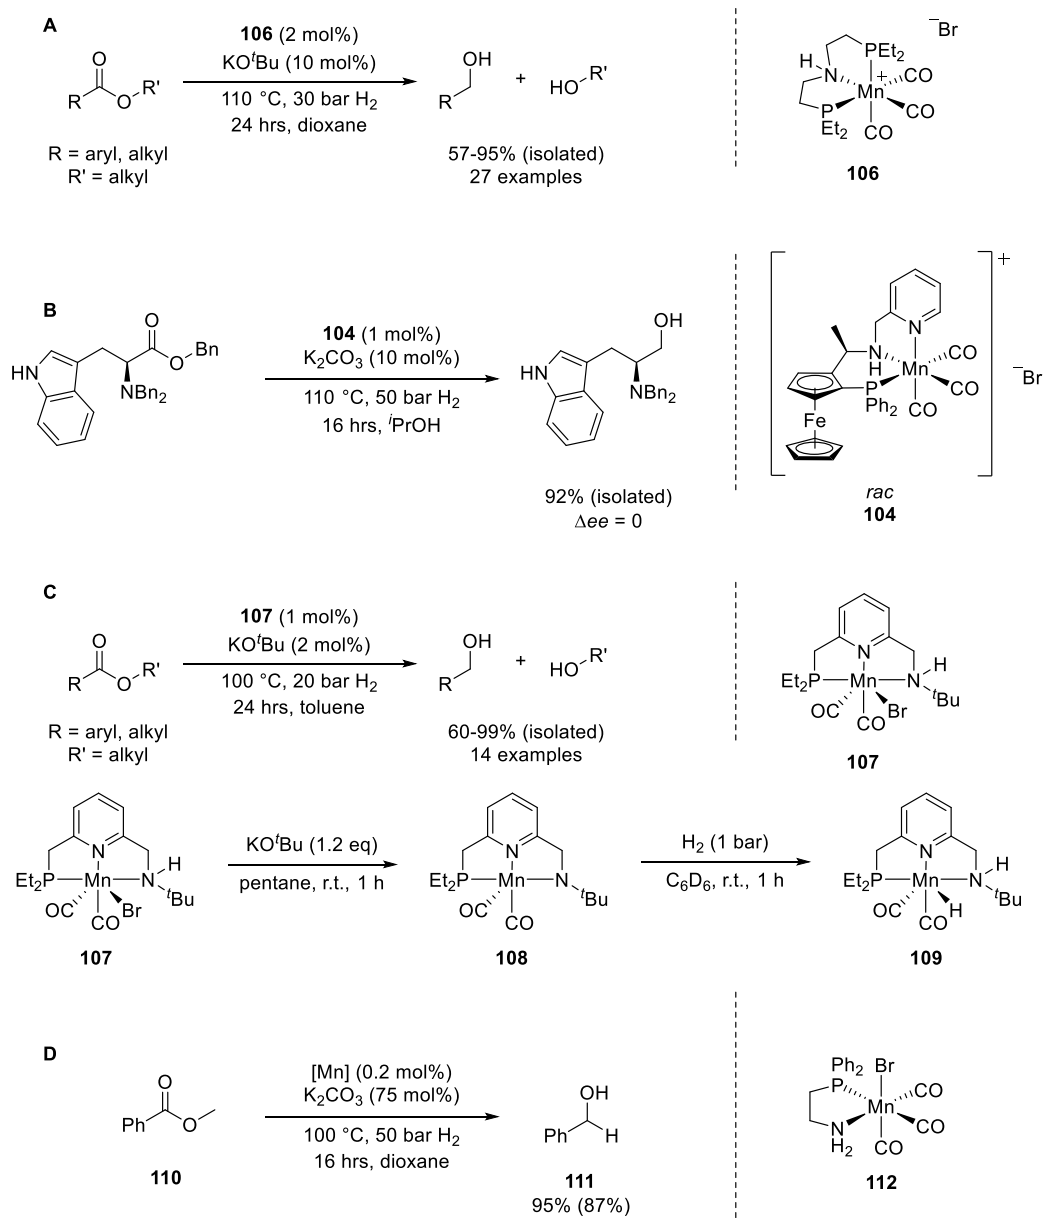 A
106 (2 mol%)
KOᵗBu (10 mol%)
110 °C, 30 bar H₂
24 hrs, dioxane
R
O
O
R'
OH
R
+
HO
R'
R = aryl, alkyl
R' = alkyl
57-95% (isolated)
27 examples
⁻Br
PEt₂
H
N
Mn
+
CO
CO
P
Et₂
CO
106
B
HN
O
O
Bn
NBn₂
104 (1 mol%)
K₂CO₃ (10 mol%)
110 °C, 50 bar H₂
16 hrs, ⁱPrOH
HN
OH
NBn₂
92% (isolated)
Δee = 0
+
N
N
H
Mn
CO
CO
P
Ph₂
CO
Fe
⁻Br
rac
104
C
107 (1 mol%)
KOᵗBu (2 mol%)
100 °C, 20 bar H₂
24 hrs, toluene
R
O
O
R'
OH
R
+
HO
R'
R = aryl, alkyl
R' = alkyl
60-99% (isolated)
14 examples
N
H
Et₂P
Mn
N
ᵗBu
OC
Br
CO
107
N
H
Et₂P
Mn
N
ᵗBu
OC
Br
CO
107
KOᵗBu (1.2 eq)
pentane, r.t., 1 h
N
Et₂P
Mn
N
ᵗBu
OC
CO
108
H₂ (1 bar)
C₆D₆, r.t., 1 h
N
H
Et₂P
Mn
N
ᵗBu
OC
H
CO
109
D
O
Ph
O
110
[Mn] (0.2 mol%)
K₂CO₃ (75 mol%)
100 °C, 50 bar H₂
16 hrs, dioxane
OH
Ph
H
111
95% (87%)
Ph₂
P
Br
Mn
CO
CO
N
H₂
CO
112